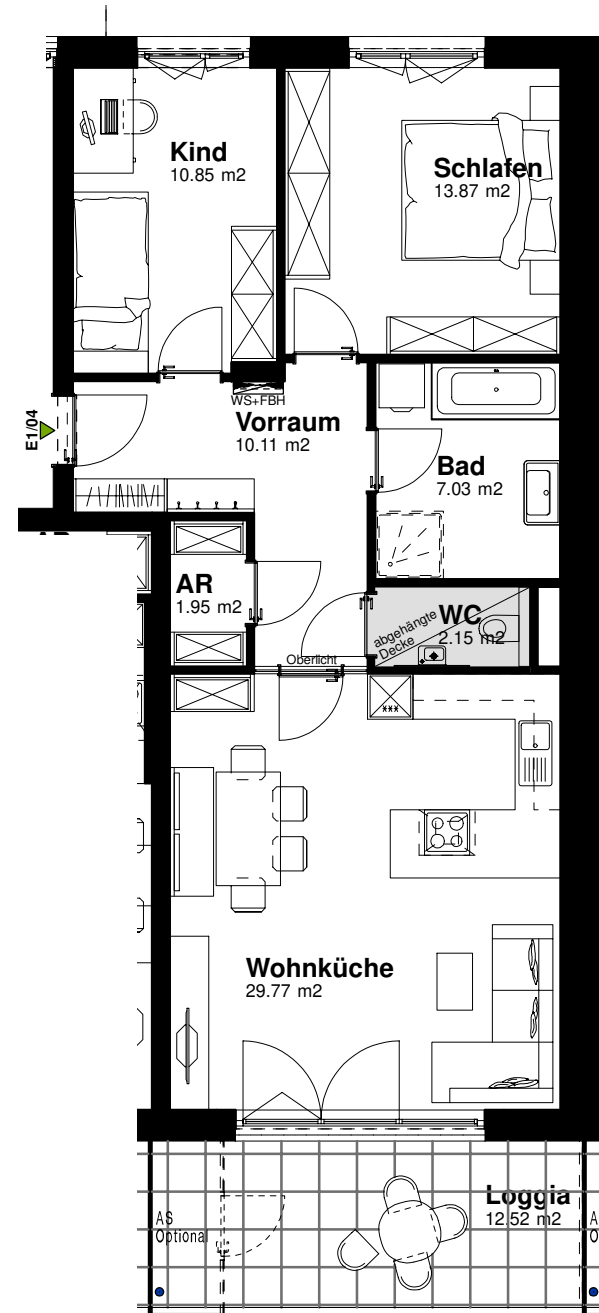 Kind
10.85 m2
Schlafen
13.87 m2
WS+FBH
Vorraum
10.11 m2
E1/04
Bad
7.03 m2
AR
1.95 m2
WC
2.15 m2
abgehängte
Decke
Oberlicht
Wohnküche
29.77 m2
Loggia
12.52 m2
AS
Optional